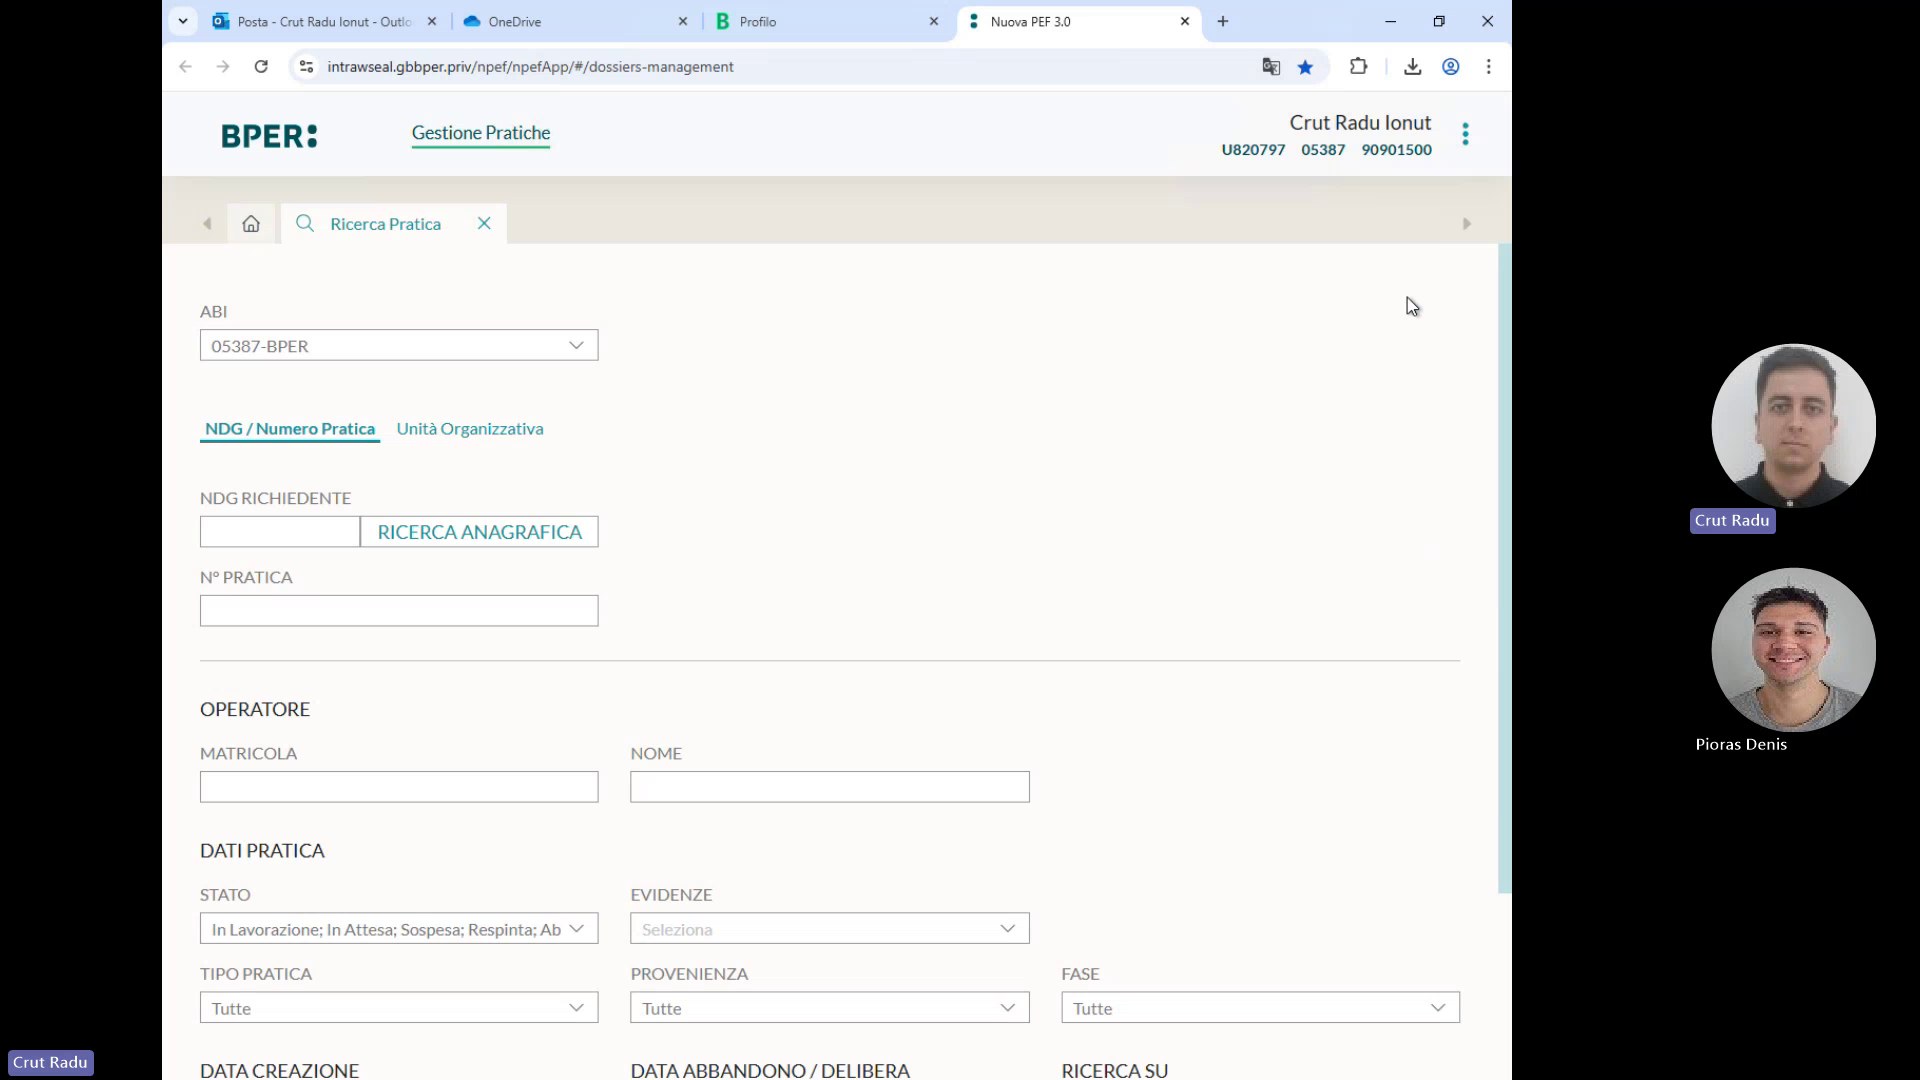 Posta - Crut Radu Ionut - Outlo
OneDrive
Profilo
Nuova PEF 3.0
intrawseal.gbbper.priv/npef/npefApp/#/dossiers-management
BPER:
Gestione Pratiche
Crut Radu Ionut
U820797 05387 90901500
Ricerca Pratica
ABI
05387-BPER
NDG / Numero Pratica Unità Organizzativa
NDG RICHIEDENTE
RICERCA ANAGRAFICA
N° PRATICA
OPERATORE
MATRICOLA NOME
DATI PRATICA
STATO EVIDENZE
In Lavorazione; In Attesa; Sospesa; Respinta; Ab Seleziona
TIPO PRATICA PROVENIENZA FASE
Tutte Tutte Tutte
DATA CREAZIONE DATA ABBANDONO / DELIBERA RICERCA SU
Crut Radu
Pioras Denis
Crut Radu